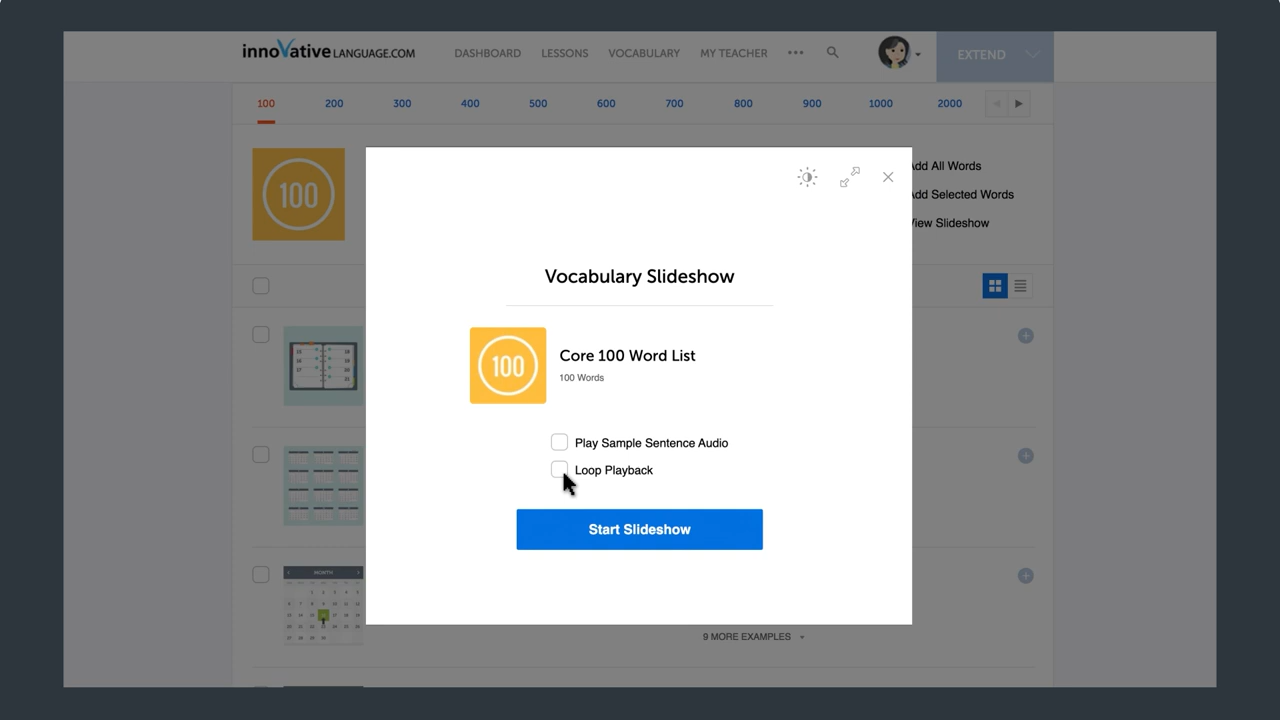 innoVative LANGUAGE.COM
DASHBOARD LESSONS VOCABULARY MY TEACHER ••• EXTEND
100 200 300 400 500 600 700 800 900 1000 2000
100
Add All Words
Add Selected Words
View Slideshow
Vocabulary Slideshow
100
Core 100 Word List
100 Words
Play Sample Sentence Audio
Loop Playback
Start Slideshow
MONTH
9 MORE EXAMPLES